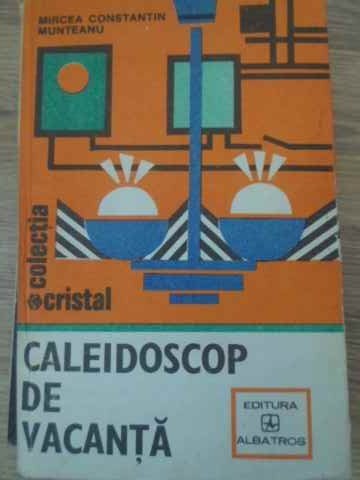 MIRCEA CONSTANTIN
MUNTEANU
colecția
cristal
CALEIDOSCOP
DE
VACANȚĂ
EDITURA
ALBATROS